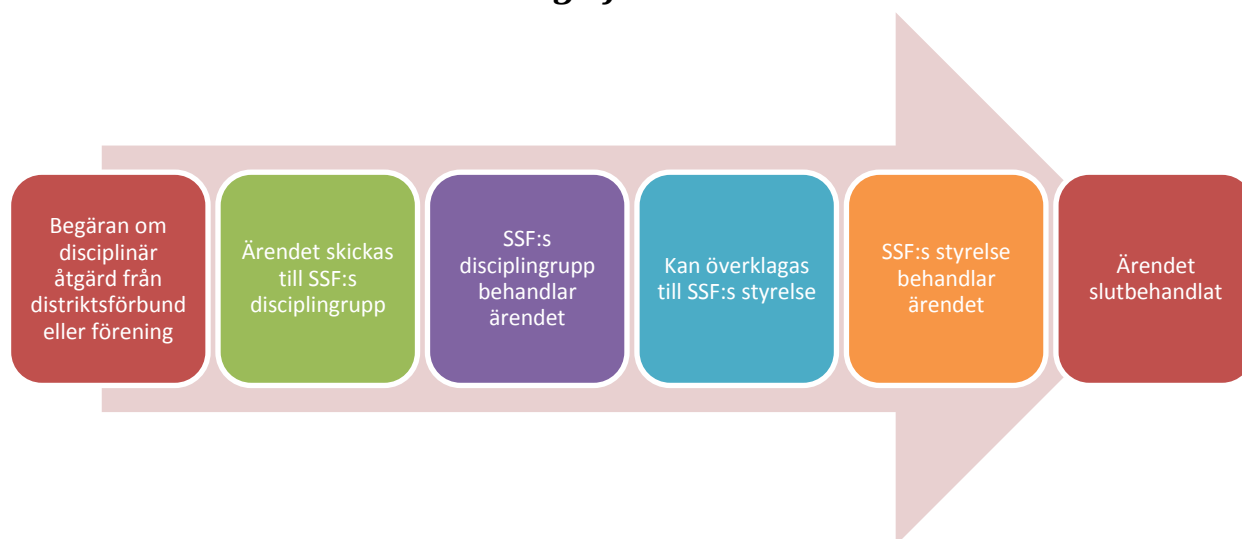 Begäran om
disciplinär
åtgärd från
distriktsförbund
eller förening
Ärendet skickas
till SSF:s
disciplingrupp
SSF:s
disciplingrupp
behandlar
ärendet
Kan överklagas
till SSF:s styrelse
SSF:s styrelse
behandlar
ärendet
Ärendet
slutbehandlat